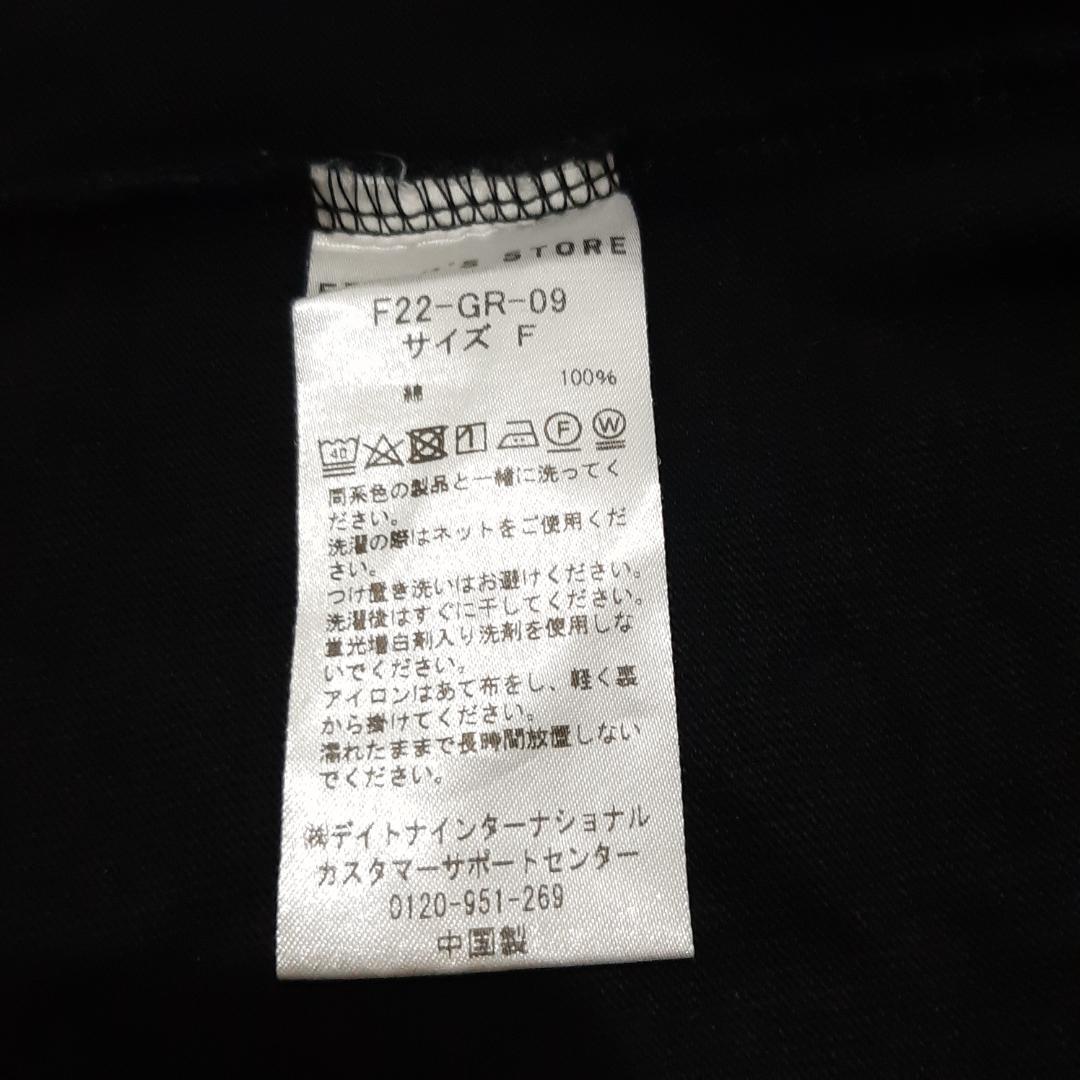 'S STORE
F22-GR-09
サイズ F
綿 100%
40 1 F W
同系色の製品と一緒に洗ってく
ださい。
洗濯の際はネットをご使用くだ
さい。
つけ置き洗いはお避けください。
洗濯後はすぐに干してください。
蛍光増白剤入り洗剤を使用しな
いでください。
アイロンはあて布をし、軽く裏
から掛けてください。
濡れたままで長時間放置しない
でください。
㈱デイトナインターナショナル
カスタマーサポートセンター
0120-951-269
中国製